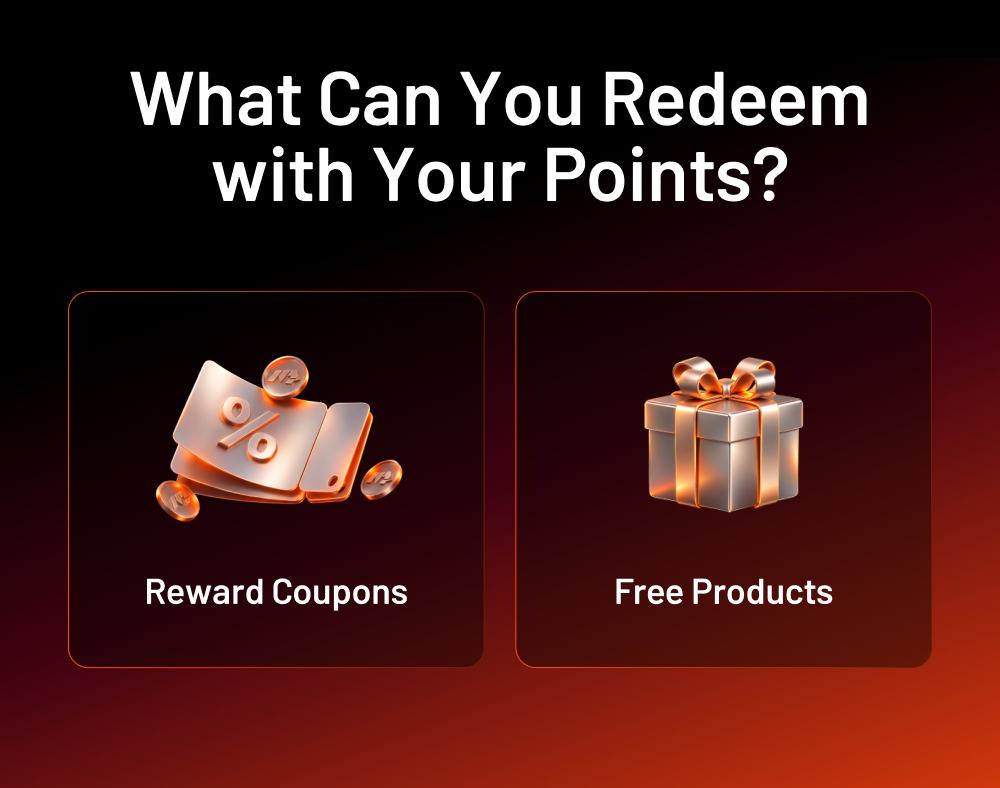 What Can You Redeem
with Your Points?
%
Reward Coupons
Free Products